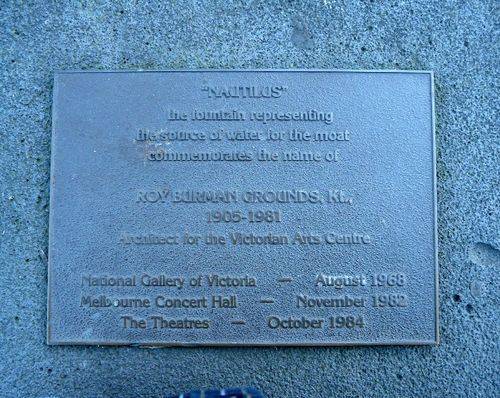 "NAUTILUS"
the fountain representing
the source of water for the moat
commemorates the name of
ROY BURMAN GROUNDS, Kt.,
1905-1981
Architect for the Victorian Arts Centre
National Gallery of Victoria — August 1968
Melbourne Concert Hall — November 1982
The Theatres — October 1984